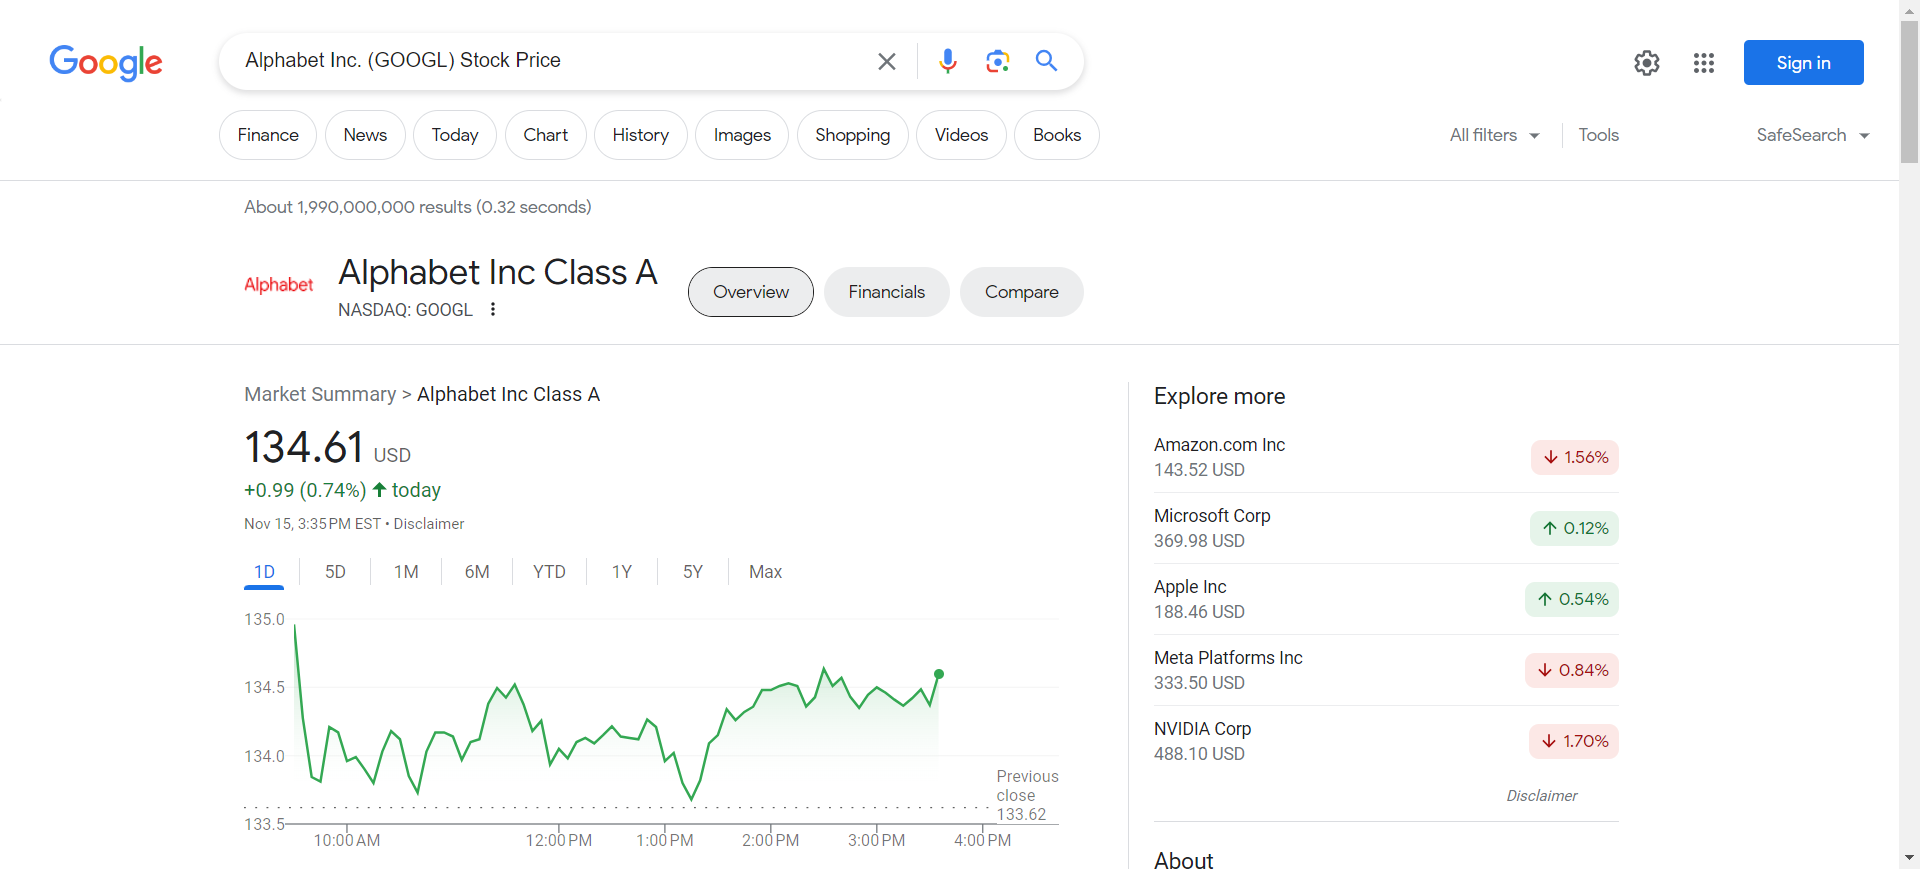 Google
Alphabet Inc. (GOOGL) Stock Price
Sign in
Finance
News
Today
Chart
History
Images
Shopping
Videos
Books
All filters
Tools
SafeSearch
About 1,990,000,000 results (0.32 seconds)
Alphabet
Alphabet Inc Class A
NASDAQ: GOOGL
Overview
Financials
Compare
Market Summary > Alphabet Inc Class A
134.61 USD
+0.99 (0.74%) today
Nov 15, 3:35 PM EST • Disclaimer
1D
5D
1M
6M
YTD
1Y
5Y
Max
135.0
134.5
134.0
133.5
Previous
close
133.62
10:00 AM
12:00 PM
1:00 PM
2:00 PM
3:00 PM
4:00 PM
Explore more
Amazon.com Inc
143.52 USD
1.56%
Microsoft Corp
369.98 USD
0.12%
Apple Inc
188.46 USD
0.54%
Meta Platforms Inc
333.50 USD
0.84%
NVIDIA Corp
488.10 USD
1.70%
Disclaimer
About